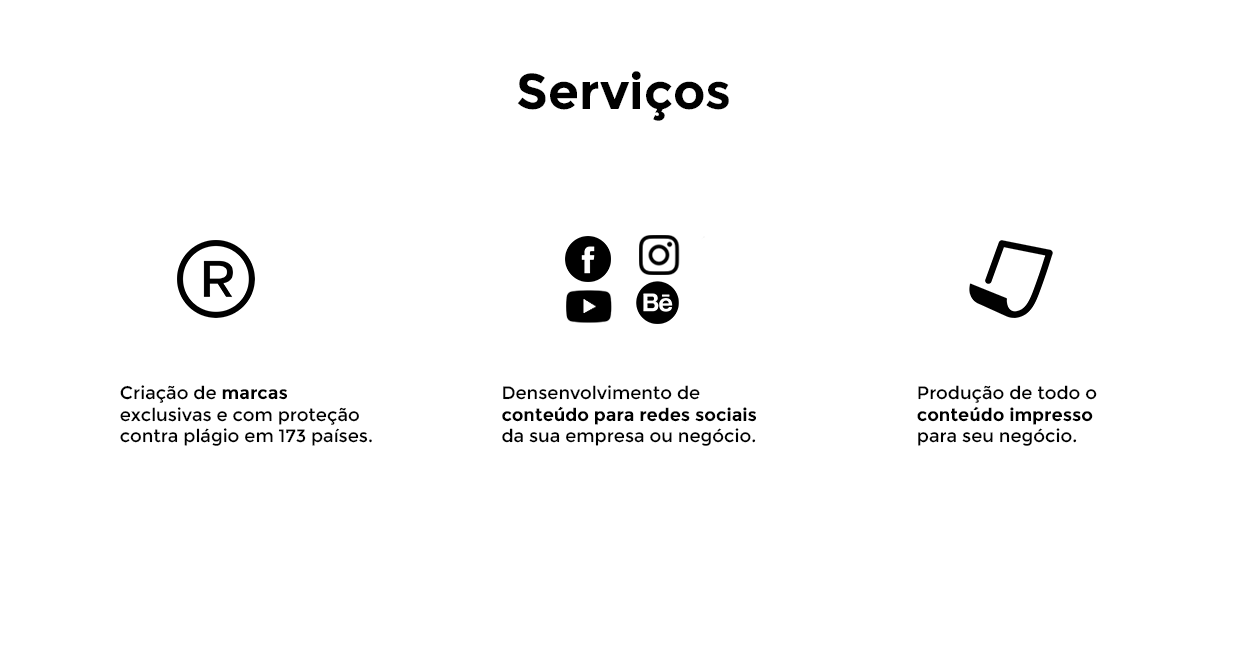 Serviços
R
f
Bē
Criação de marcas
exclusivas e com proteção
contra plágio em 173 países.
Densenvolvimento de
conteúdo para redes sociais
da sua empresa ou negócio.
Produção de todo o
conteúdo impresso
para seu negócio.